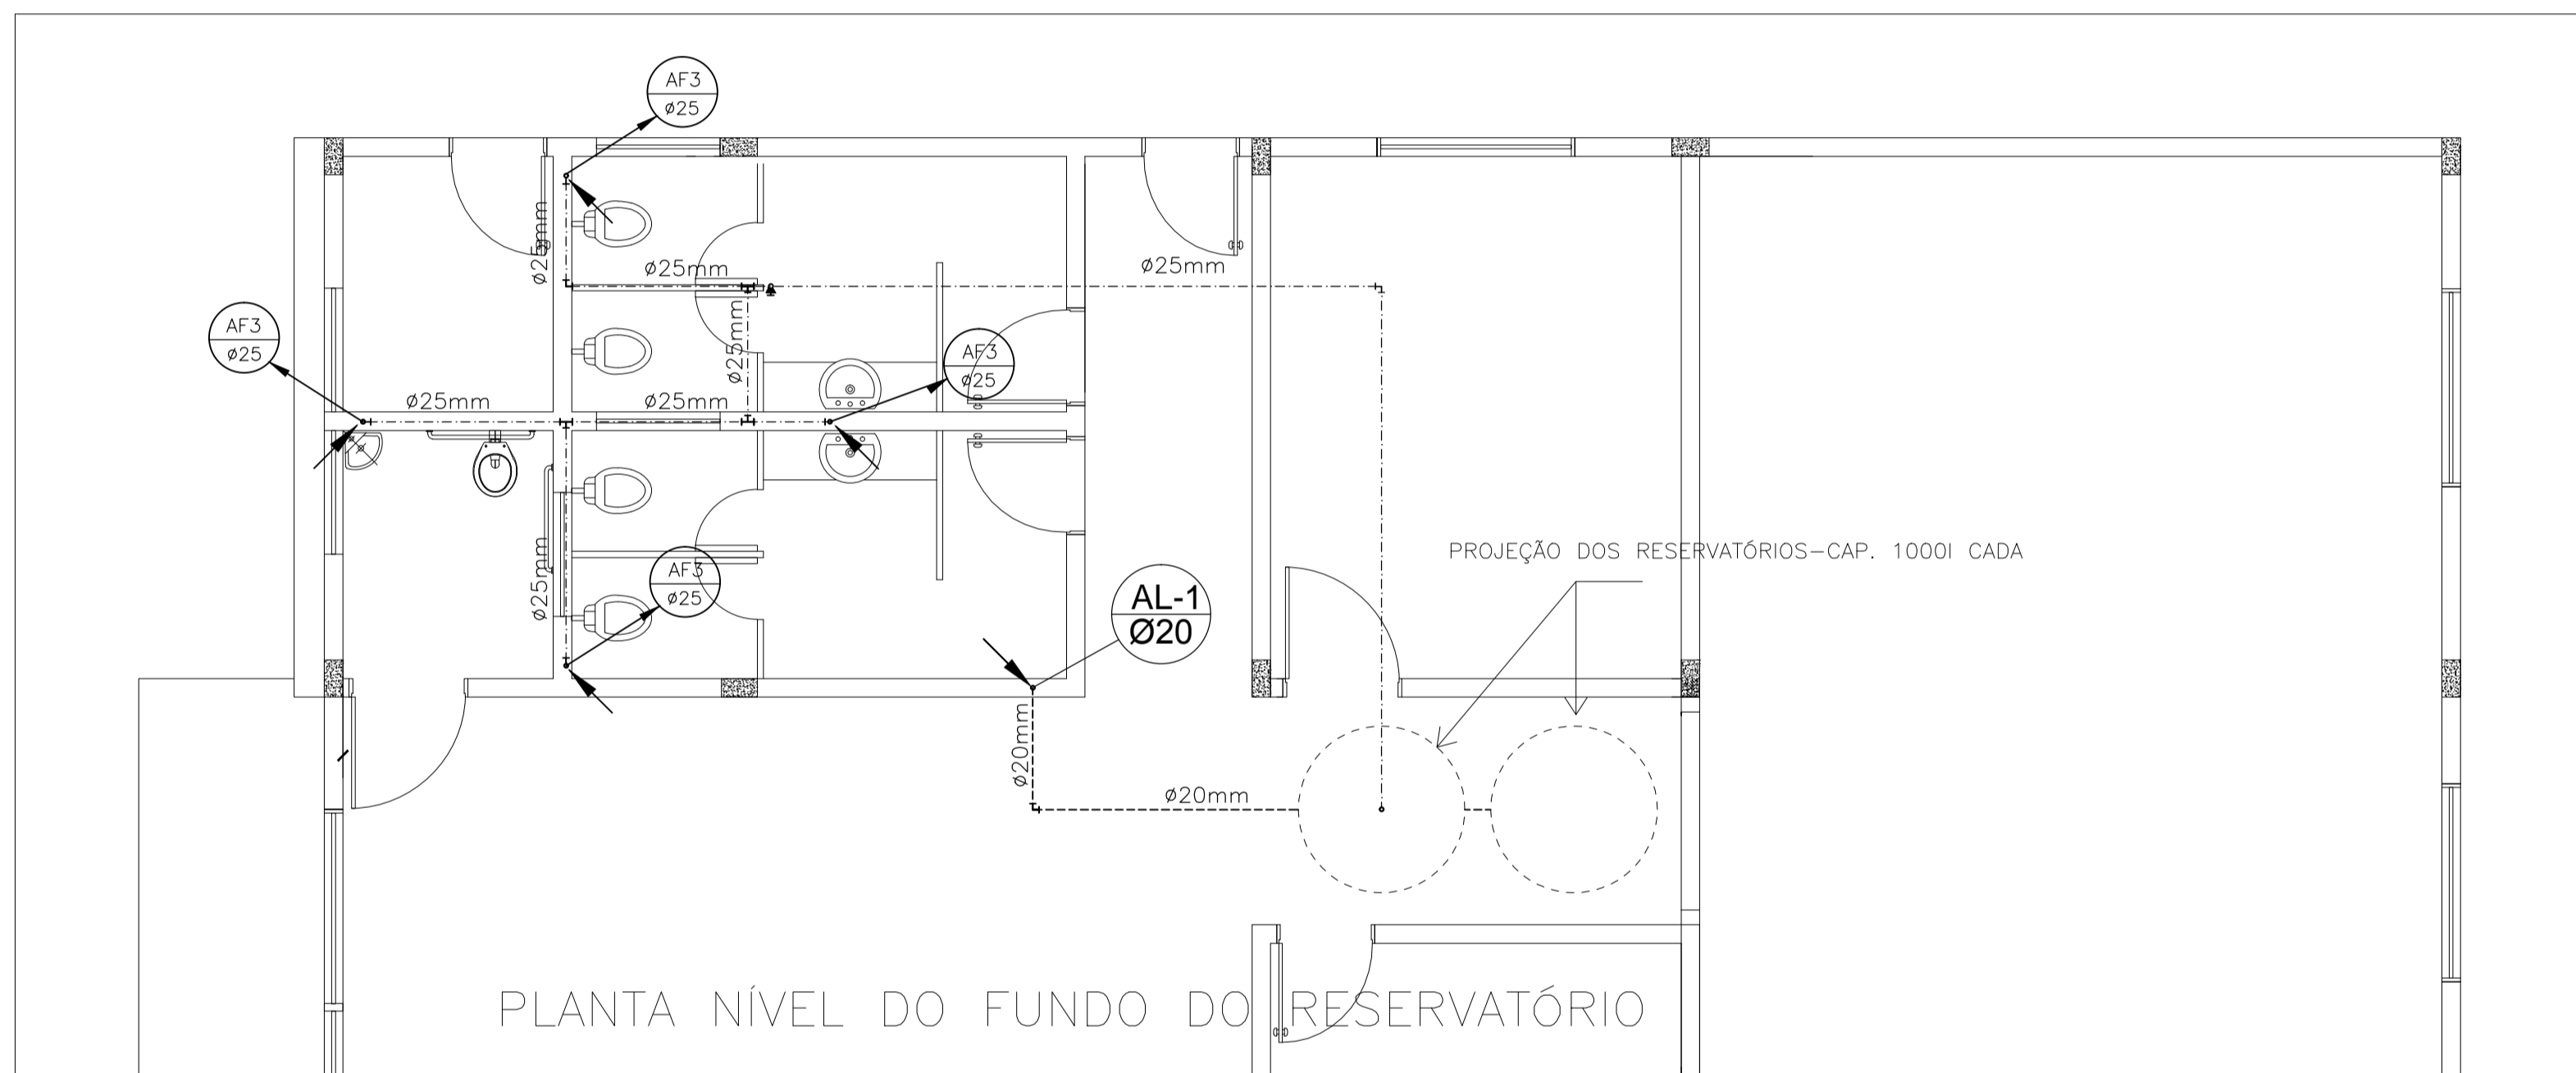 AF3
ø25
ø25mm
ø25mm
ø25mm
ø25mm
AF3
ø25
AF3
ø25
ø25mm
ø25mm
PROJEÇÃO DOS RESERVATÓRIOS-CAP. 1000l CADA
ø25mm
AF3
ø25
AL-1
Ø20
ø20mm
ø20mm
PLANTA NÍVEL DO FUNDO DO RESERVATÓRIO